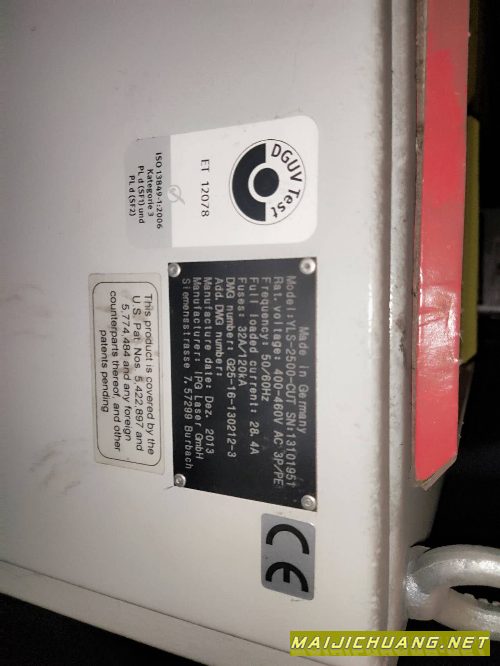 DGUV Test
ET 12078
ISO 13849-1:2006
Kategorie 3
PL d (SF1) und
PL d (SF2)
Made in Germany
Model: YLS-2500-CUT SN:13101951
Rat.voltage: 400-460V AC 3P/PE
Frequency: 50/60Hz
Full loaded current: 28.4A
Fuses: 32A/120kA
DWG number: G25-16-130212-3
Add. DWG number:
Manufacture date: Dez. 2013
Manufacturer: IPG Laser GmbH
Siemensstrasse 7, 57299 Burbach
This product is covered by the
U.S. Pat. Nos. 5,422,897 and
5,774,484 and any foreign
counterparts thereof, and other
patents pending
CE
MAIJICHUANG.NET